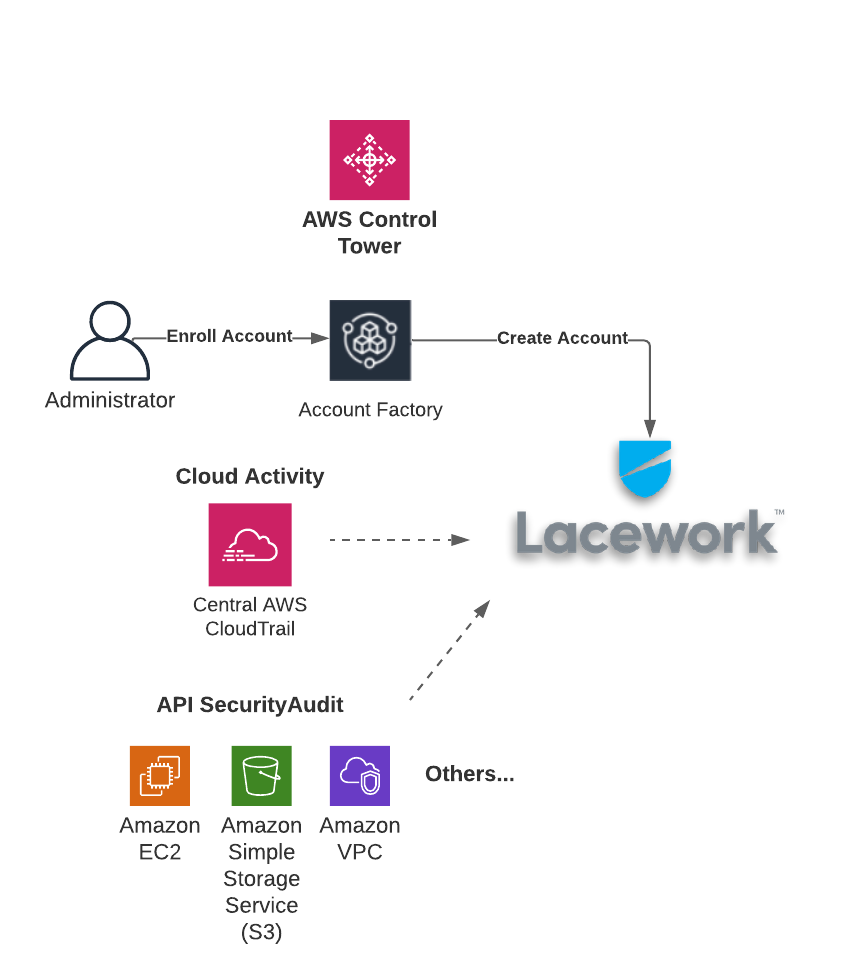 AWS Control
Tower
Enroll Account
Create Account
Administrator
Account Factory
Cloud Activity
Lacework™
Central AWS
CloudTrail
API SecurityAudit
Others...
Amazon
EC2
Amazon
Simple
Storage
Service
(S3)
Amazon
VPC